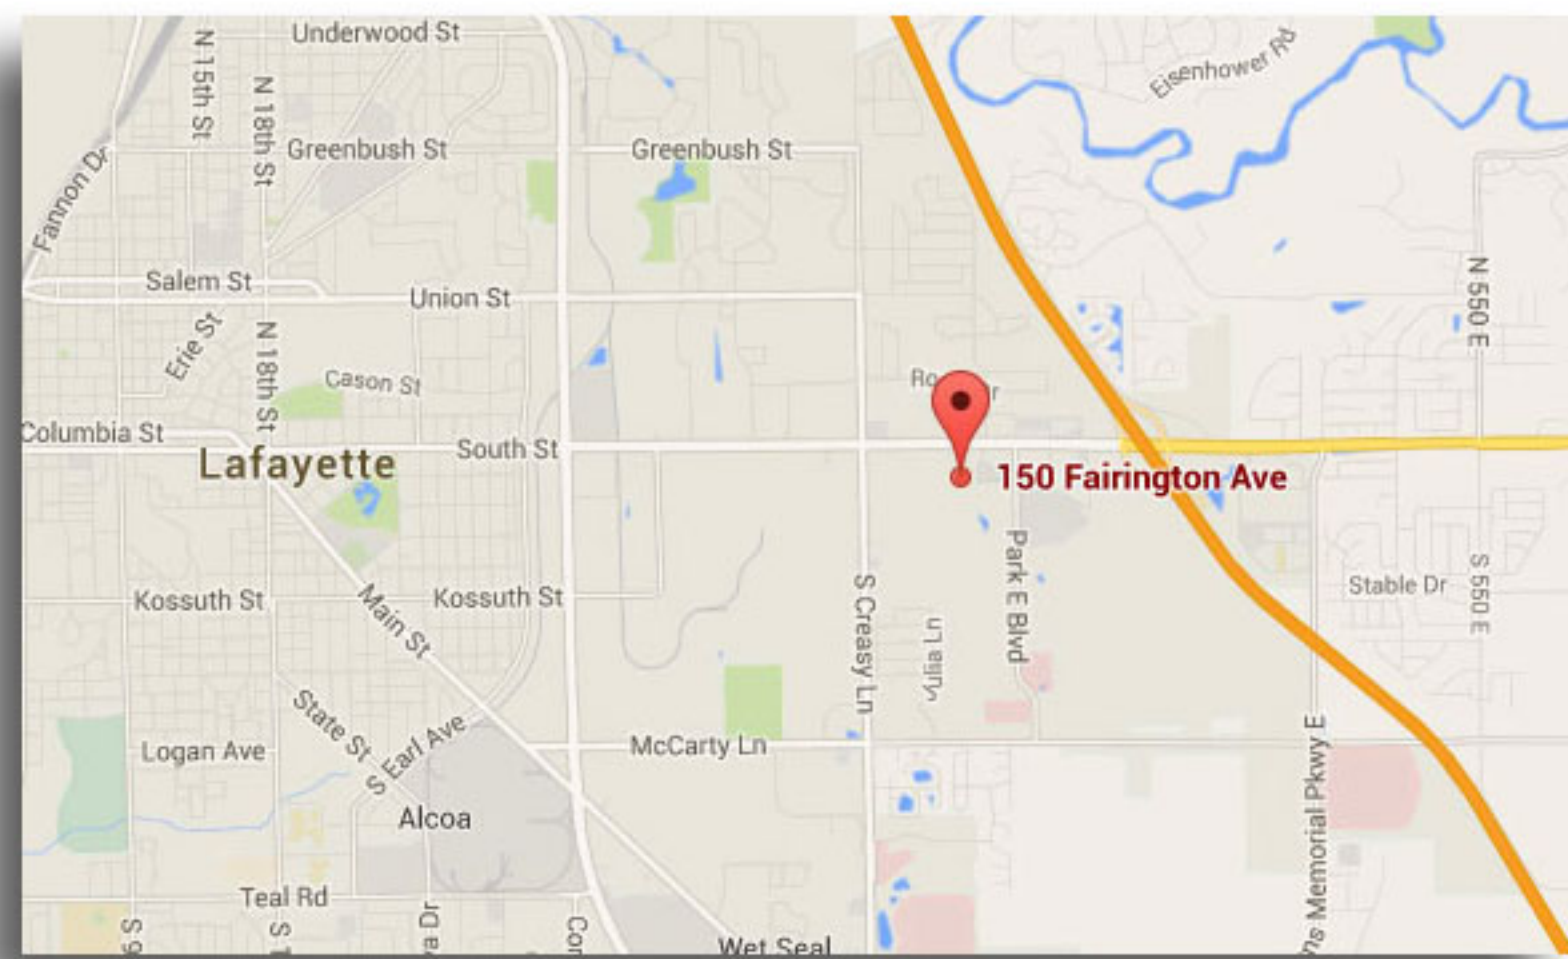 Underwood St
Eisenhower Rd
N 15th St
N 18th St
Greenbush St
Greenbush St
Fannon Dr
Salem St
Union St
N 550 E
Erie St
N 18th St
Cason St
Columbia St
South St
Lafayette
150 Fairington Ave
Park E Blvd
Kossuth St
Main St
Kossuth St
S Creasy Ln
Yulia Ln
Stable Dr
S 550 E
State St
S Earl Ave
Logan Ave
McCarty Ln
Alcoa
Memorial Pkwy E
Teal Rd
Wet Seal